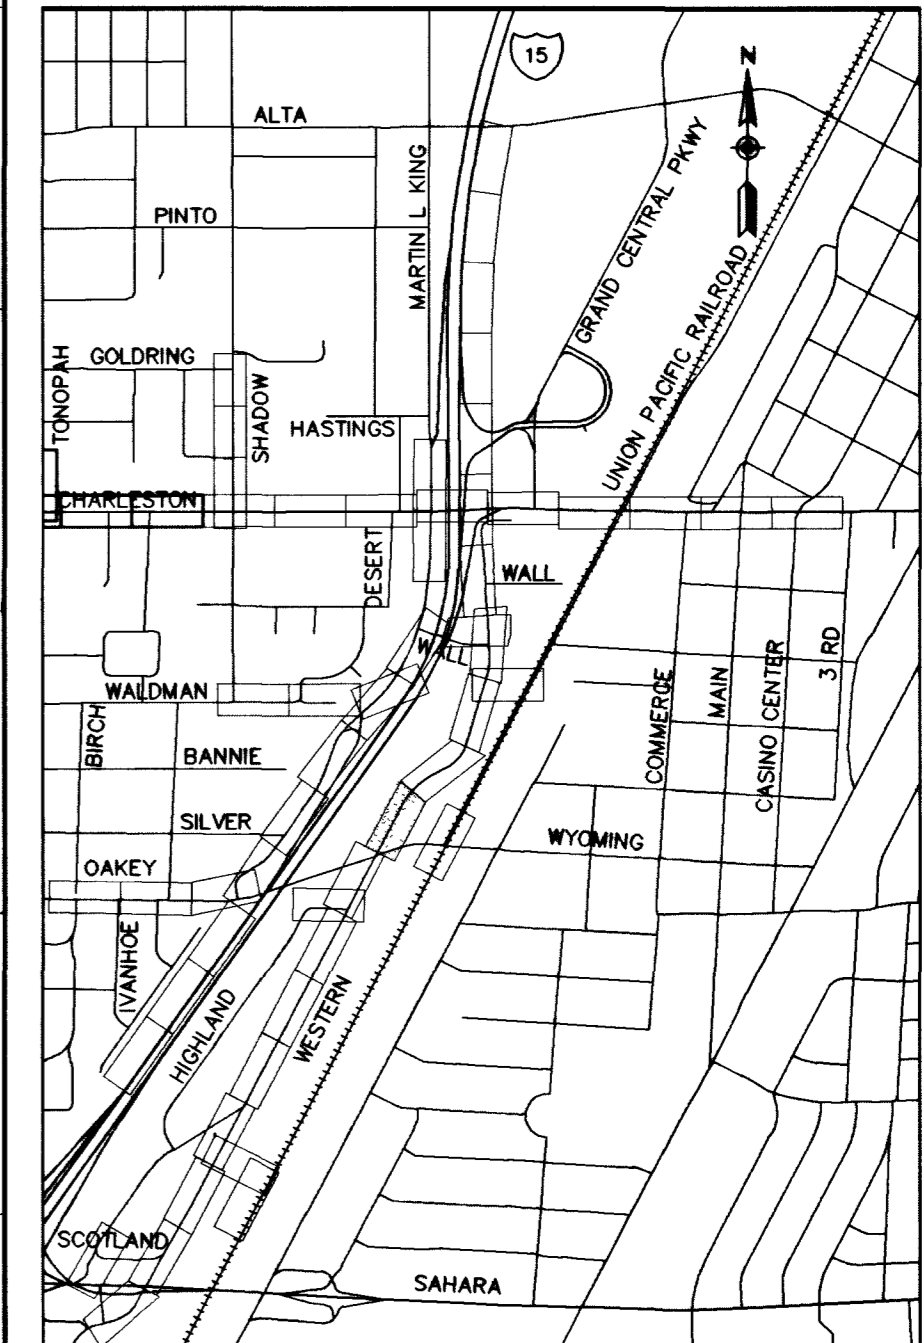 15
N
ALTA
MARTIN L KING
GRAND CENTRAL PKWY
PINTO
UNION PACIFIC RAILROAD
TONOPAH
GOLDRING
SHADOW
HASTINGS
CHARLESTON
DESERT
WALL
WALL
WALDMAN
BIRCH
BANNIE
COMMERCE
MAIN
CASINO CENTER
3 RD
SILVER
WYOMING
OAKEY
IVANHOE
HIGHLAND
WESTERN
SCOTLAND
SAHARA